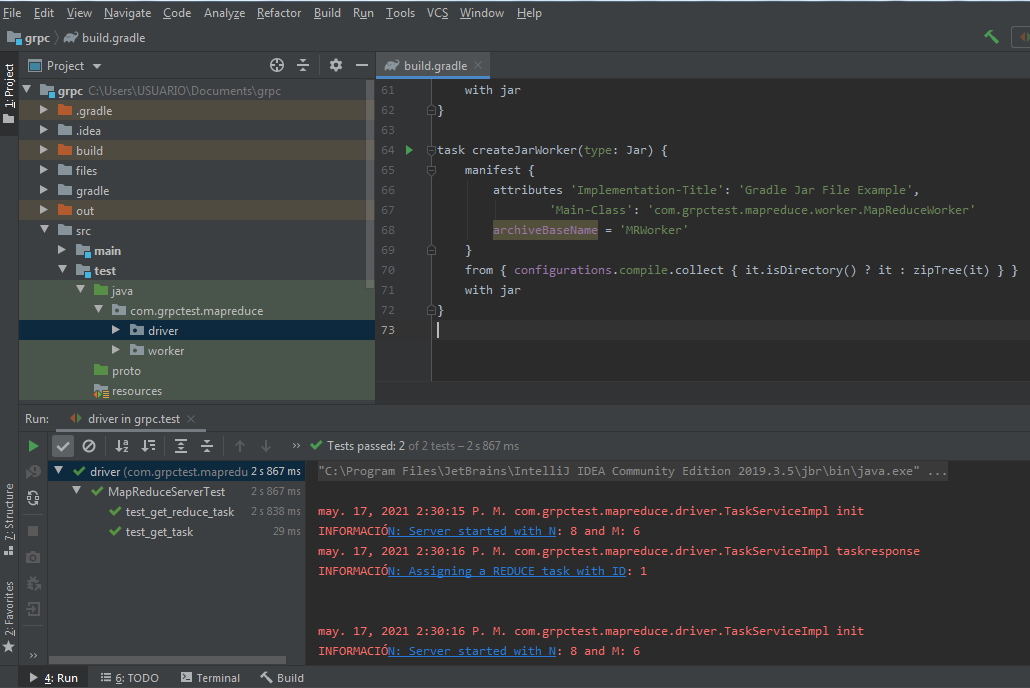 File Edit View Navigate Code Analyze Refactor Build Run Tools VCS Window Help
grpc build.gradle
1: Project
Project
build.gradle
grpc C:\Users\USUARIO\Documents\grpc
.gradle
.idea
build
files
gradle
out
src
main
test
java
com.grpctest.mapreduce
driver
worker
proto
resources
61 with jar
62 }
63
64 task createJarWorker(type: Jar) {
65 manifest {
66 attributes 'Implementation-Title': 'Gradle Jar File Example',
67 'Main-Class': 'com.grpctest.mapreduce.worker.MapReduceWorker'
68 archiveBaseName = 'MRWorker'
69 }
70 from { configurations.compile.collect { it.isDirectory() ? it : zipTree(it) } }
71 with jar
72 }
73
Run: driver in grpc.test
» Tests passed: 2 of 2 tests – 2 s 867 ms
driver (com.grpctest.mapredu 2 s 867 ms
MapReduceServerTest 2 s 867 ms
test_get_reduce_task 2 s 838 ms
test_get_task 29 ms
"C:\Program Files\JetBrains\IntelliJ IDEA Community Edition 2019.3.5\jbr\bin\java.exe" ...
may. 17, 2021 2:30:15 P. M. com.grpctest.mapreduce.driver.TaskServiceImpl init
INFORMACIÓN: Server started with N: 8 and M: 6
may. 17, 2021 2:30:16 P. M. com.grpctest.mapreduce.driver.TaskServiceImpl taskresponse
INFORMACIÓN: Assigning a REDUCE task with ID: 1
may. 17, 2021 2:30:16 P. M. com.grpctest.mapreduce.driver.TaskServiceImpl init
INFORMACIÓN: Server started with N: 8 and M: 6
7: Structure
2: Favorites
»
4: Run 6: TODO Terminal Build